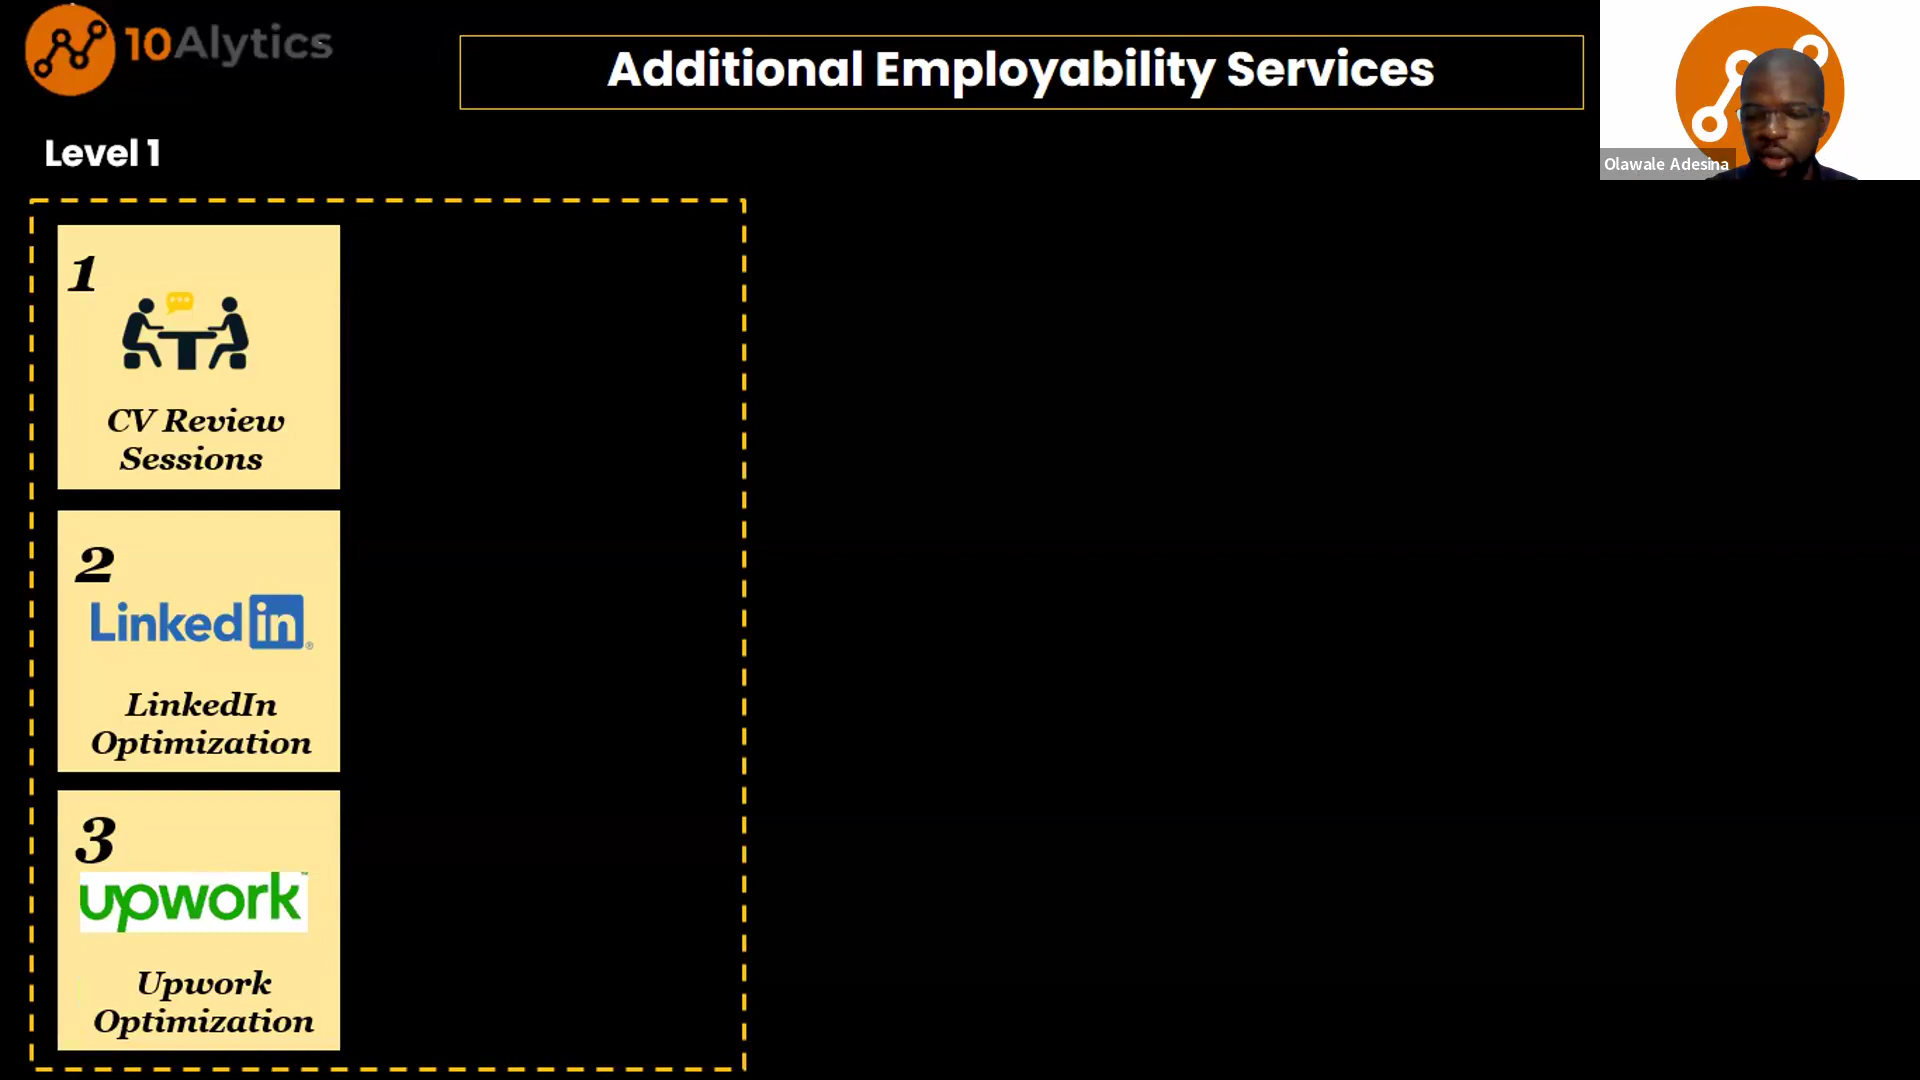 10Alytics
Additional Employability Services
Olawale Adesina
Level 1
1
CV Review
Sessions
2
Linkedin®
LinkedIn
Optimization
3
upwork™
Upwork
Optimization